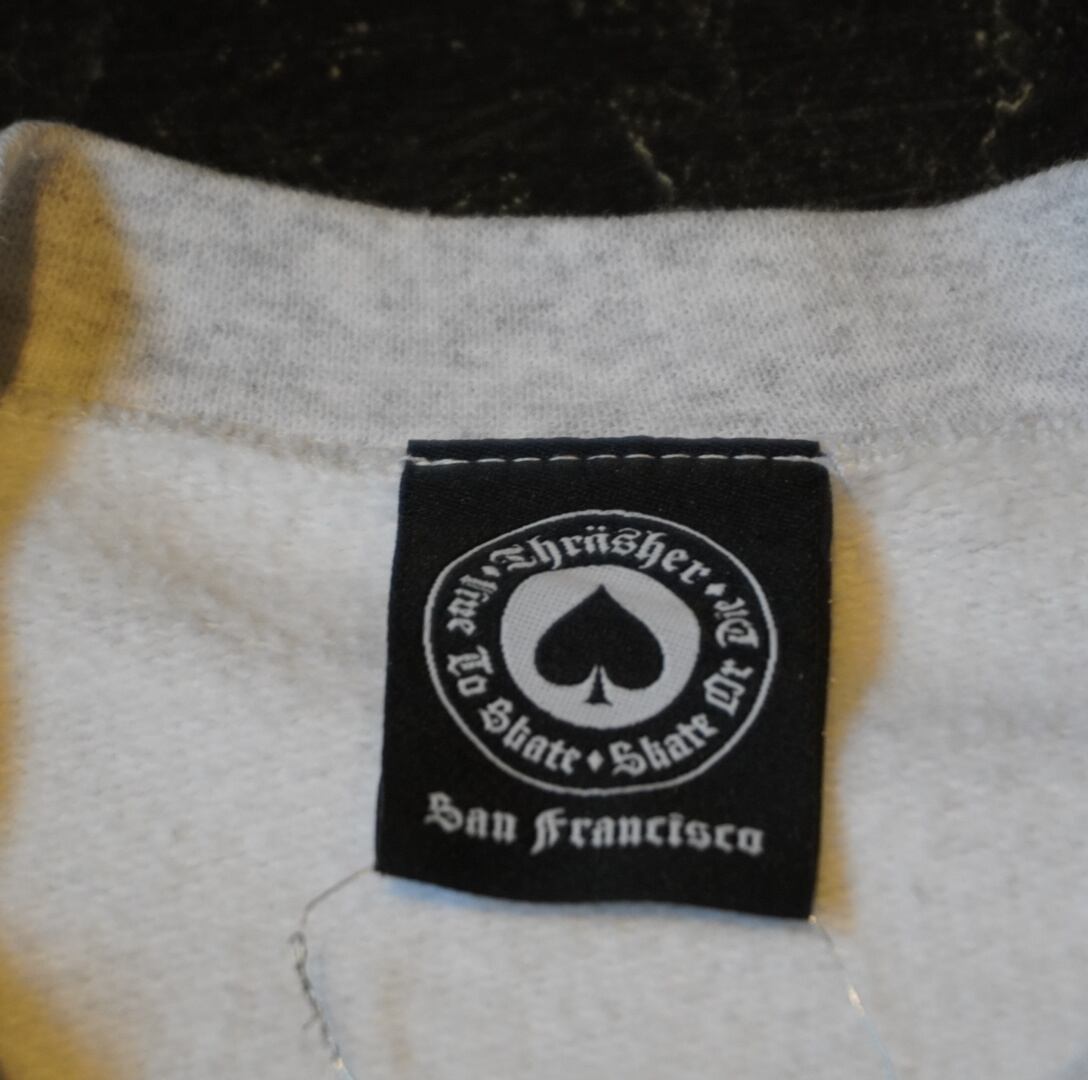 Thräsher
Live To Skate
Skate Or Die
San Francisco